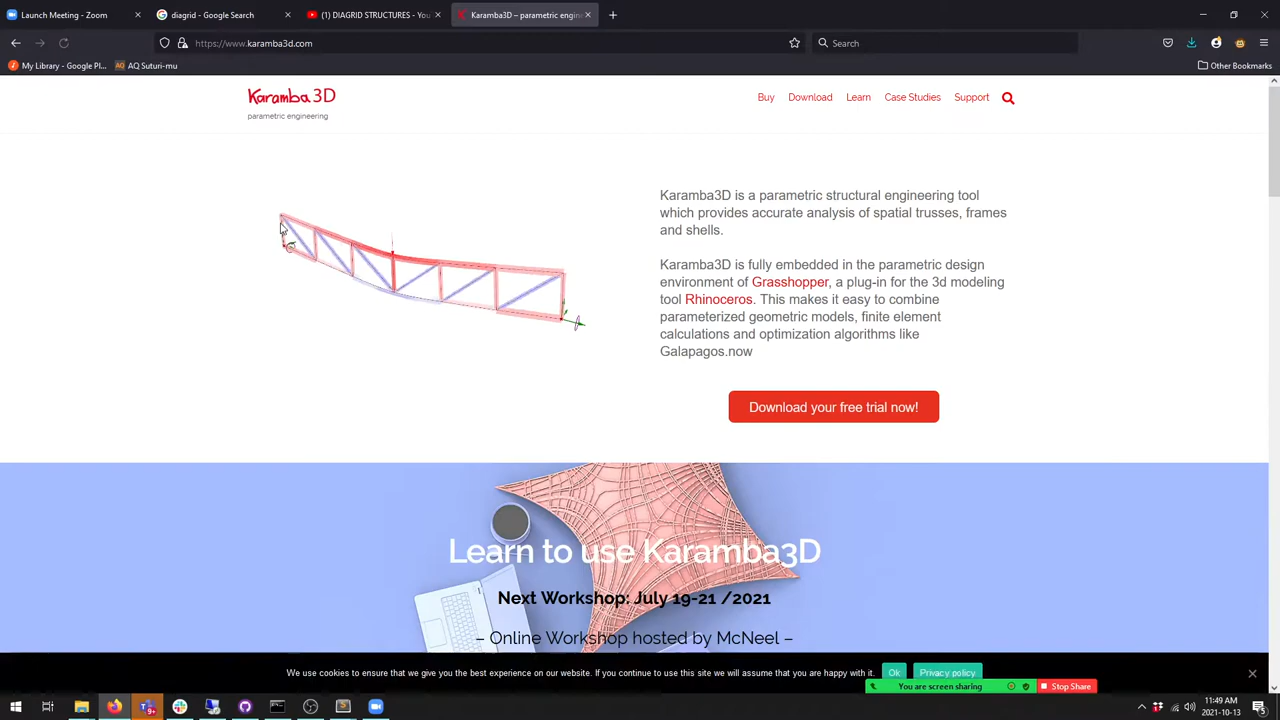 Launch Meeting - Zoom
diagrid - Google Search
(1) DIAGRID STRUCTURES - You
Karamba3D – parametric engin
https://www.karamba3d.com
Search
My Library - Google Pl...
AQ Suturi-mu
Other Bookmarks
Karamba3D
parametric engineering
Buy
Download
Learn
Case Studies
Support
Karamba3D is a parametric structural engineering tool
which provides accurate analysis of spatial trusses, frames
and shells.
Karamba3D is fully embedded in the parametric design
environment of Grasshopper, a plug-in for the 3d modeling
tool Rhinoceros. This makes it easy to combine
parameterized geometric models, finite element
calculations and optimization algorithms like
Galapagos.now
Download your free trial now!
Learn to use Karamba3D
Next Workshop: July 19-21 /2021
– Online Workshop hosted by McNeel –
We use cookies to ensure that we give you the best experience on our website. If you continue to use this site we will assume that you are happy with it.
Ok
Privacy policy
You are screen sharing
Stop Share
11:49 AM
2021-10-13